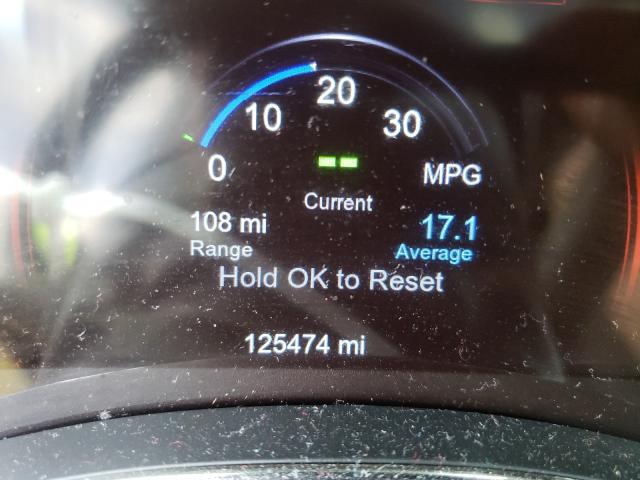 20
10
30
0
-- MPG
Current
108 mi 17.1
Range Average
Hold OK to Reset
125474 mi